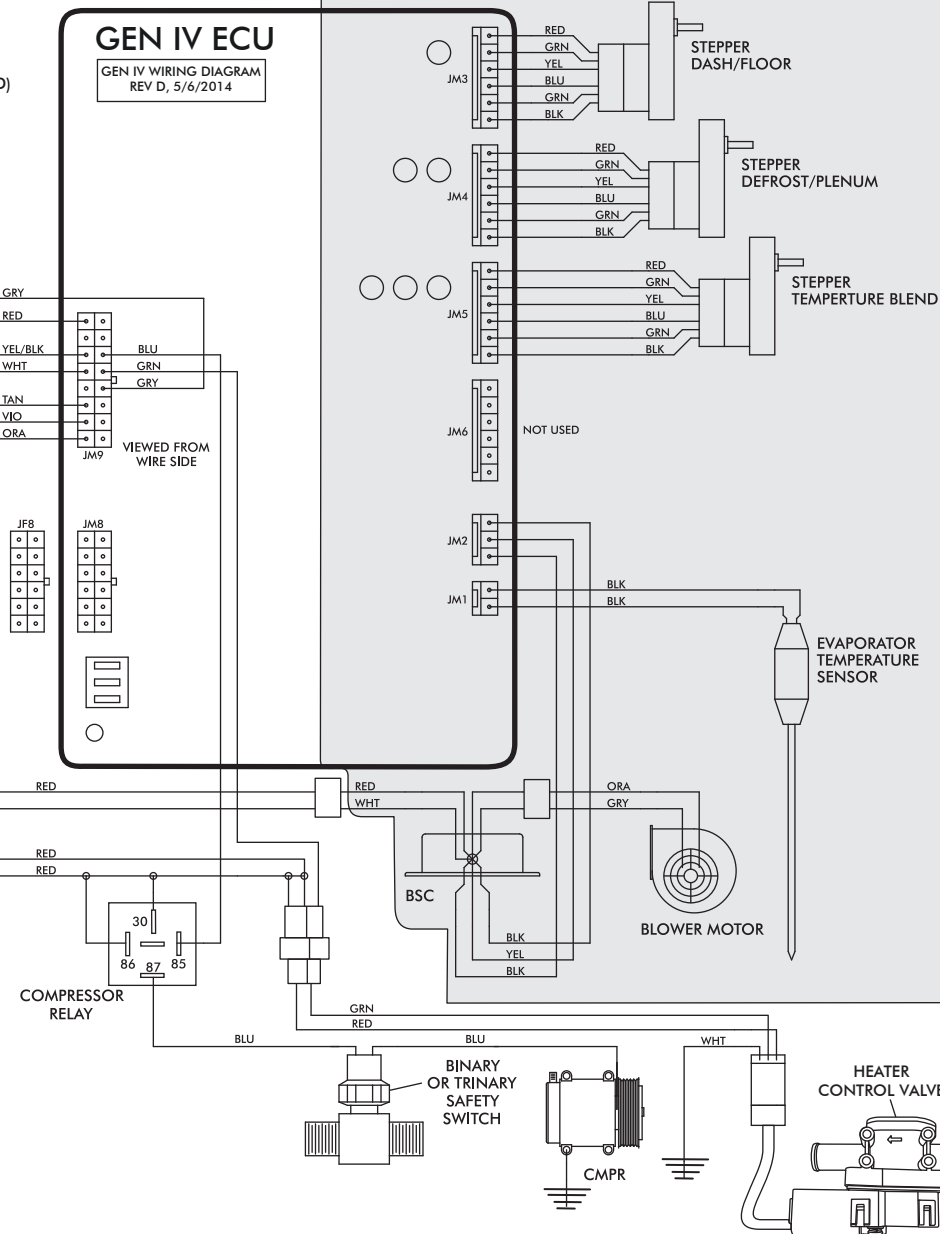 GEN IV ECU
GEN IV WIRING DIAGRAM
REV D, 5/6/2014
D)
JM3
RED
GRN
YEL
BLU
GRN
BLK
STEPPER
DASH/FLOOR
JM4
RED
GRN
YEL
BLU
GRN
BLK
STEPPER
DEFROST/PLENUM
JM5
RED
GRN
YEL
BLU
GRN
BLK
STEPPER
TEMPERTURE BLEND
GRY
RED
YEL/BLK
WHT
TAN
VIO
ORA
BLU
GRN
GRY
JM9
VIEWED FROM
WIRE SIDE
JM6
NOT USED
JF8
JM8
JM2
JM1
BLK
BLK
EVAPORATOR
TEMPERATURE
SENSOR
RED
RED
WHT
ORA
GRY
RED
RED
BSC
BLOWER MOTOR
BLK
YEL
BLK
30
86
87
85
COMPRESSOR
RELAY
GRN
RED
BLU
BLU
WHT
BINARY
OR TRINARY
SAFETY
SWITCH
CMPR
HEATER
CONTROL VALVE